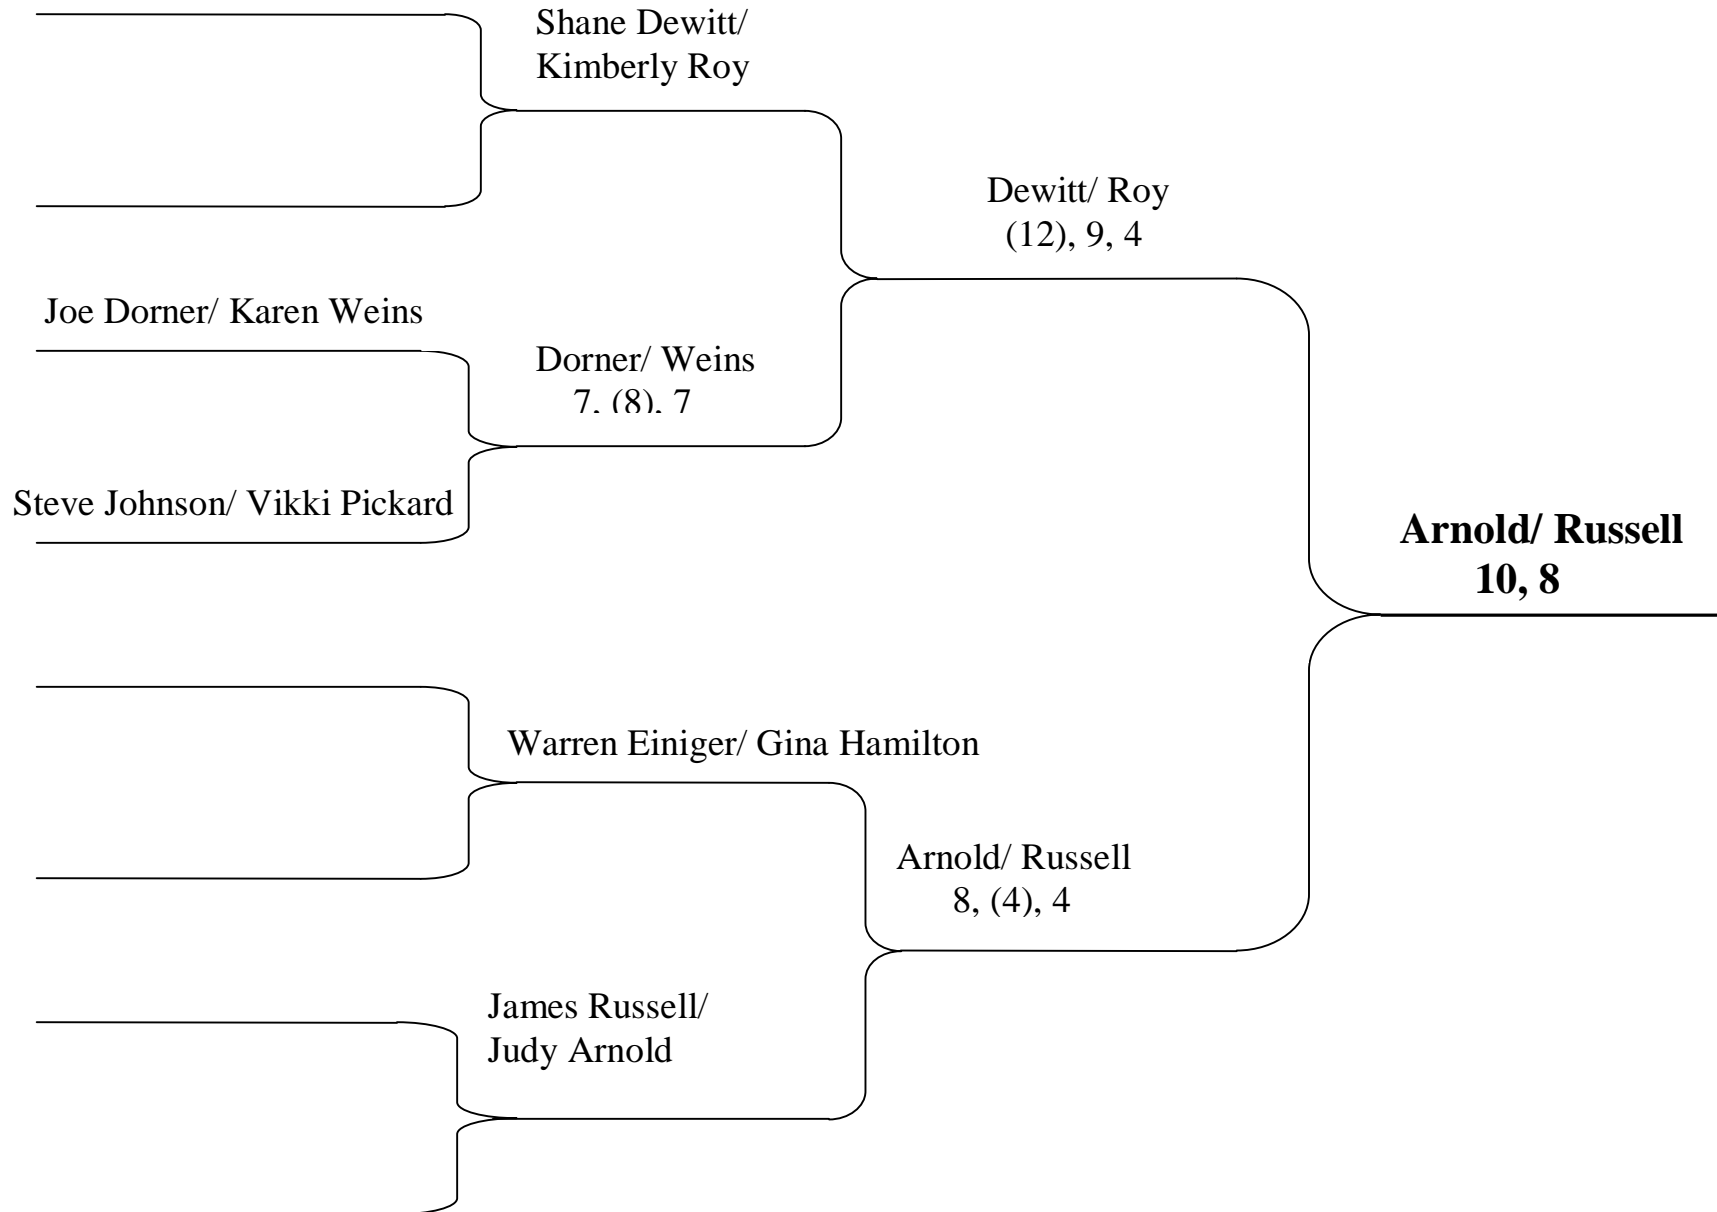 Shane Dewitt/
Kimberly Roy
Dewitt/ Roy
(12), 9, 4
Joe Dorner/ Karen Weins
Dorner/ Weins
7, (8), 7
Steve Johnson/ Vikki Pickard
Arnold/ Russell
10, 8
Warren Einiger/ Gina Hamilton
Arnold/ Russell
8, (4), 4
James Russell/
Judy Arnold